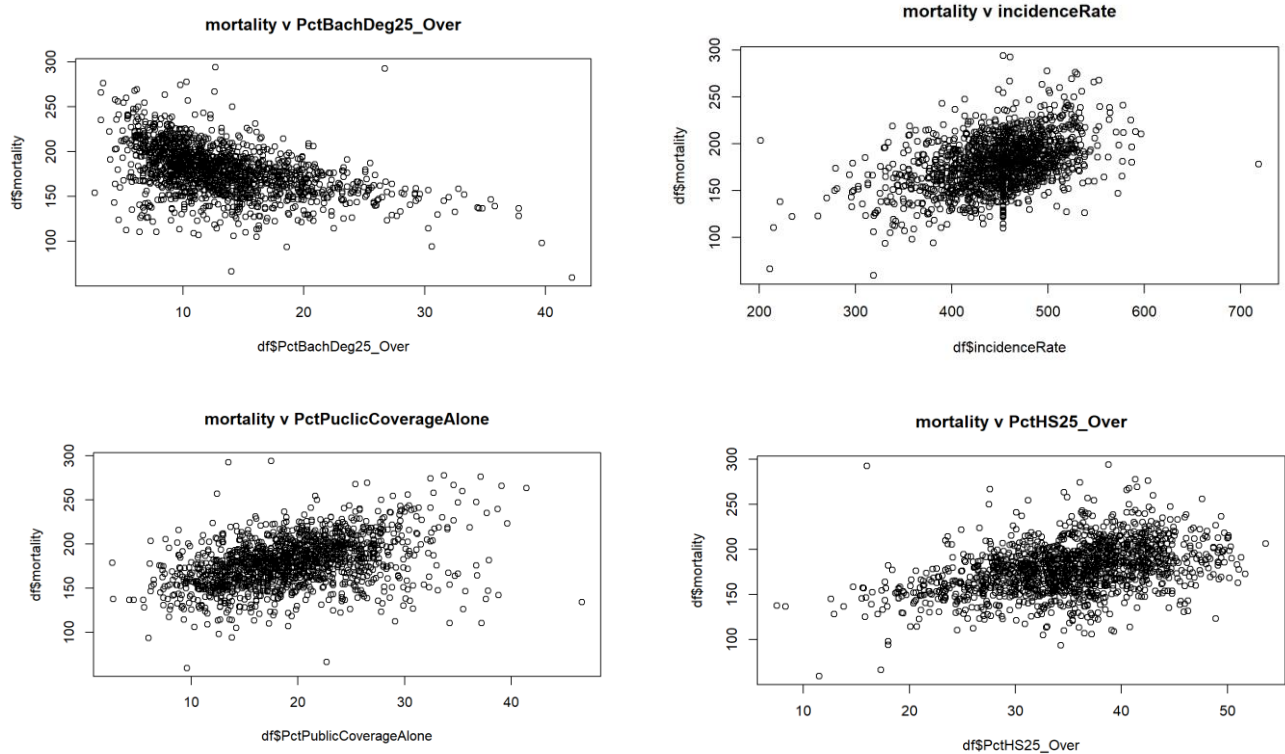 mortality v PctBachDeg25_Over
df$mortality
300
250
200
150
100
10 20 30 40
df$PctBachDeg25_Over
mortality v incidenceRate
df$mortality
300
250
200
150
100
50
200 300 400 500 600 700
df$incidenceRate
mortality v PctPuclicCoverageAlone
df$mortality
300
250
200
150
100
10 20 30 40
df$PctPublicCoverageAlone
mortality v PctHS25_Over
df$mortality
300
250
200
150
100
10 20 30 40 50
df$PctHS25_Over